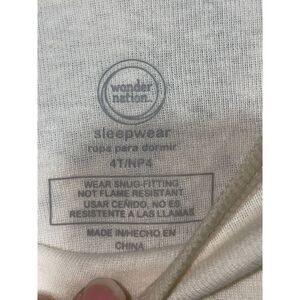 wonder
nation™
sleepwear
ropa para dormir
4T/NP4
WEAR SNUG-FITTING
NOT FLAME RESISTANT
USAR CEÑIDO, NO ES
RESISTENTE A LAS LLAMAS
MADE IN/HECHO EN
CHINA